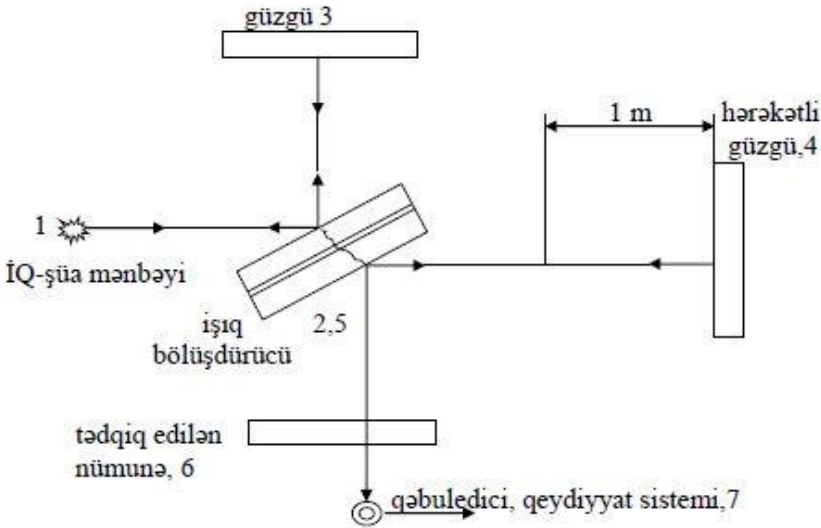 güzgü 3
1 m
hərəkətli
güzgü,4
1
İQ-şüa mənbəyi
işıq
bölüşdürücü
2,5
tədqiq edilən
nümunə, 6
qəbuledici, qeydiyyat sistemi,7